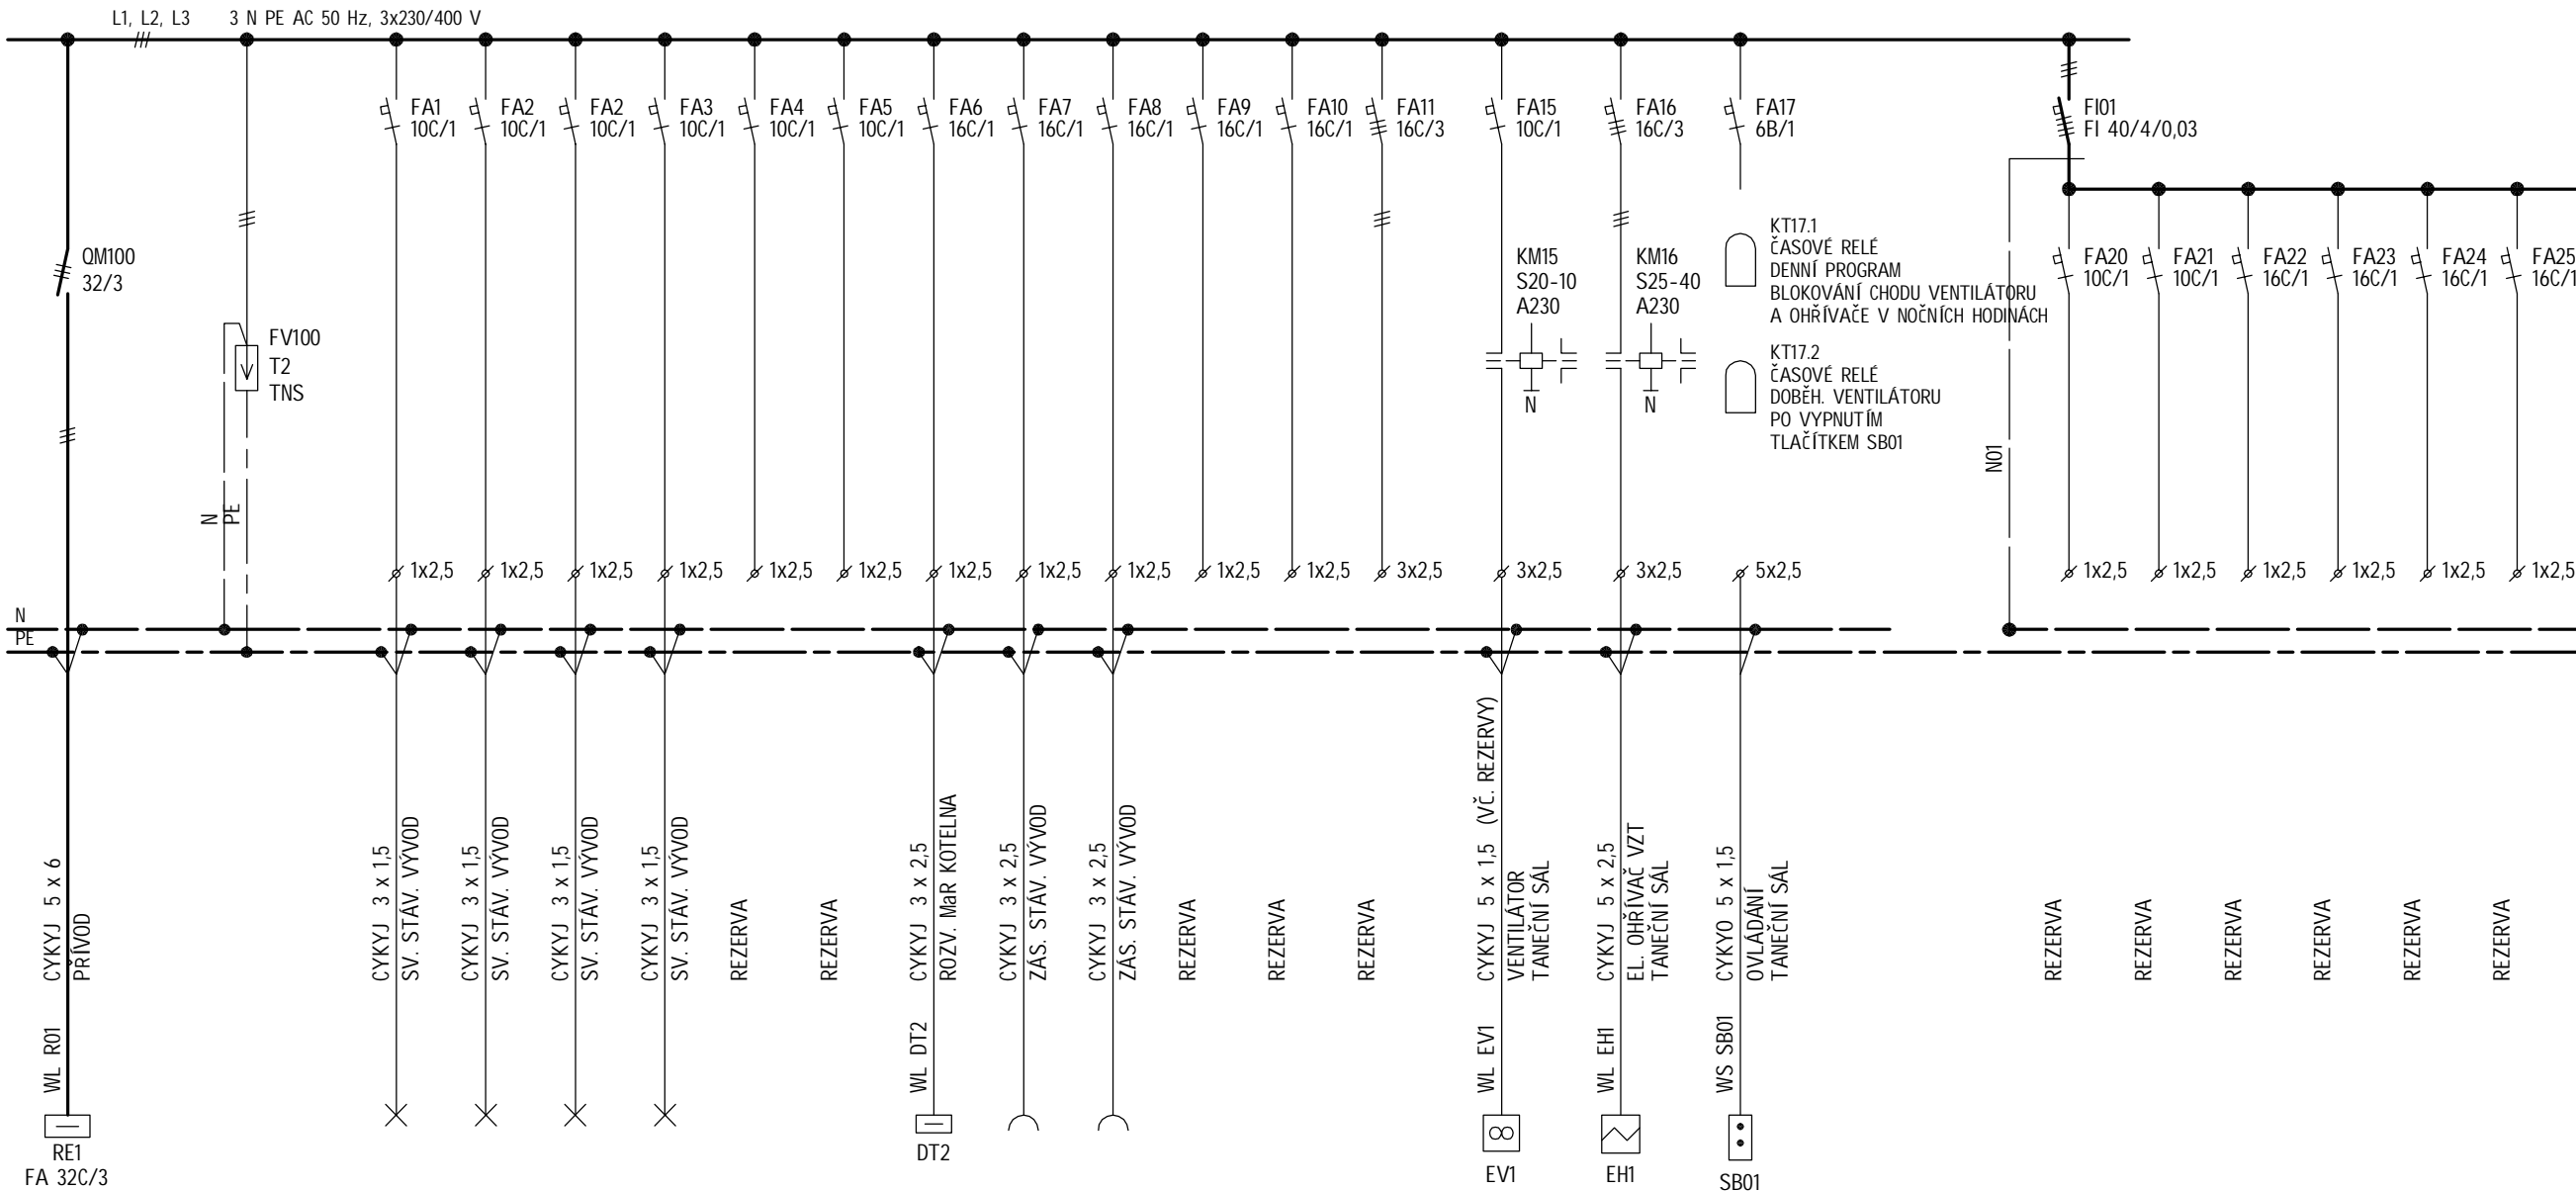 L1, L2, L3 3 N PE AC 50 Hz, 3x230/400 V
QM100
32/3
FV100
T2
TNS
N
PE
FA1
10C/1
FA2
10C/1
FA2
10C/1
FA3
10C/1
FA4
10C/1
FA5
10C/1
FA6
16C/1
FA7
16C/1
FA8
16C/1
FA9
16C/1
FA10
16C/1
FA11
16C/3
FA15
10C/1
FA16
16C/3
FA17
6B/1
FI01
FI 40/4/0,03
KM15
S20-10
A230
N
KM16
S25-40
A230
N
KT17.1
ČASOVÉ RELÉ
DENNÍ PROGRAM
BLOKOVÁNÍ CHODU VENTILÁTORU
A OHŘÍVAČE V NOČNÍCH HODINÁCH
KT17.2
ČASOVÉ RELÉ
DOBĚH. VENTILÁTORU
PO VYPNUTÍM
TLAČÍTKEM SB01
N01
FA20
10C/1
FA21
10C/1
FA22
16C/1
FA23
16C/1
FA24
16C/1
FA25
16C/1
1x2,5
1x2,5
1x2,5
1x2,5
1x2,5
1x2,5
1x2,5
1x2,5
1x2,5
1x2,5
1x2,5
3x2,5
3x2,5
3x2,5
5x2,5
1x2,5
1x2,5
1x2,5
1x2,5
1x2,5
1x2,5
N
PE
WL R01 CYKYJ 5 x 6
PŘÍVOD
CYKYJ 3 x 1,5
SV. STÁV. VÝVOD
CYKYJ 3 x 1,5
SV. STÁV. VÝVOD
CYKYJ 3 x 1,5
SV. STÁV. VÝVOD
CYKYJ 3 x 1,5
SV. STÁV. VÝVOD
REZERVA
REZERVA
WL DT2 CYKYJ 3 x 2,5
ROZV. MaR KOTELNA
CYKYJ 3 x 2,5
ZÁS. STÁV. VÝVOD
CYKYJ 3 x 2,5
ZÁS. STÁV. VÝVOD
REZERVA
REZERVA
REZERVA
WL EV1 CYKYJ 5 x 1,5 (VČ. REZERVY)
VENTILÁTOR
TANEČNÍ SÁL
WL EH1 CYKYJ 5 x 2,5
EL. OHŘÍVAČ VZT
TANEČNÍ SÁL
WS SB01 CYKYO 5 x 1,5
OVLÁDÁNÍ
TANEČNÍ SÁL
REZERVA
REZERVA
REZERVA
REZERVA
REZERVA
REZERVA
RE1
FA 32C/3
DT2
EV1
EH1
SB01